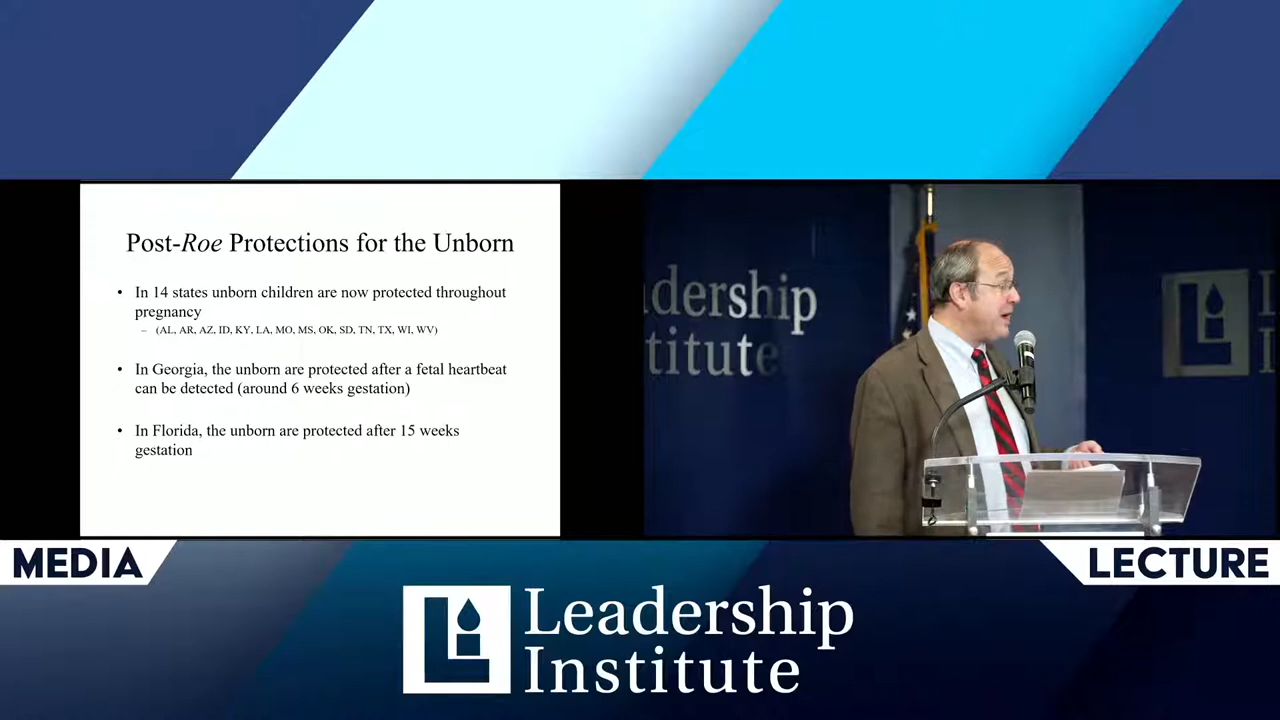 Post-Roe Protections for the Unborn
• In 14 states unborn children are now protected throughout
pregnancy
– (AL, AR, AZ, ID, KY, LA, MO, MS, OK, SD, TN, TX, WI, WV)
• In Georgia, the unborn are protected after a fetal heartbeat
can be detected (around 6 weeks gestation)
• In Florida, the unborn are protected after 15 weeks
gestation
dership
titute
MEDIA
LECTURE
Leadership
Institute